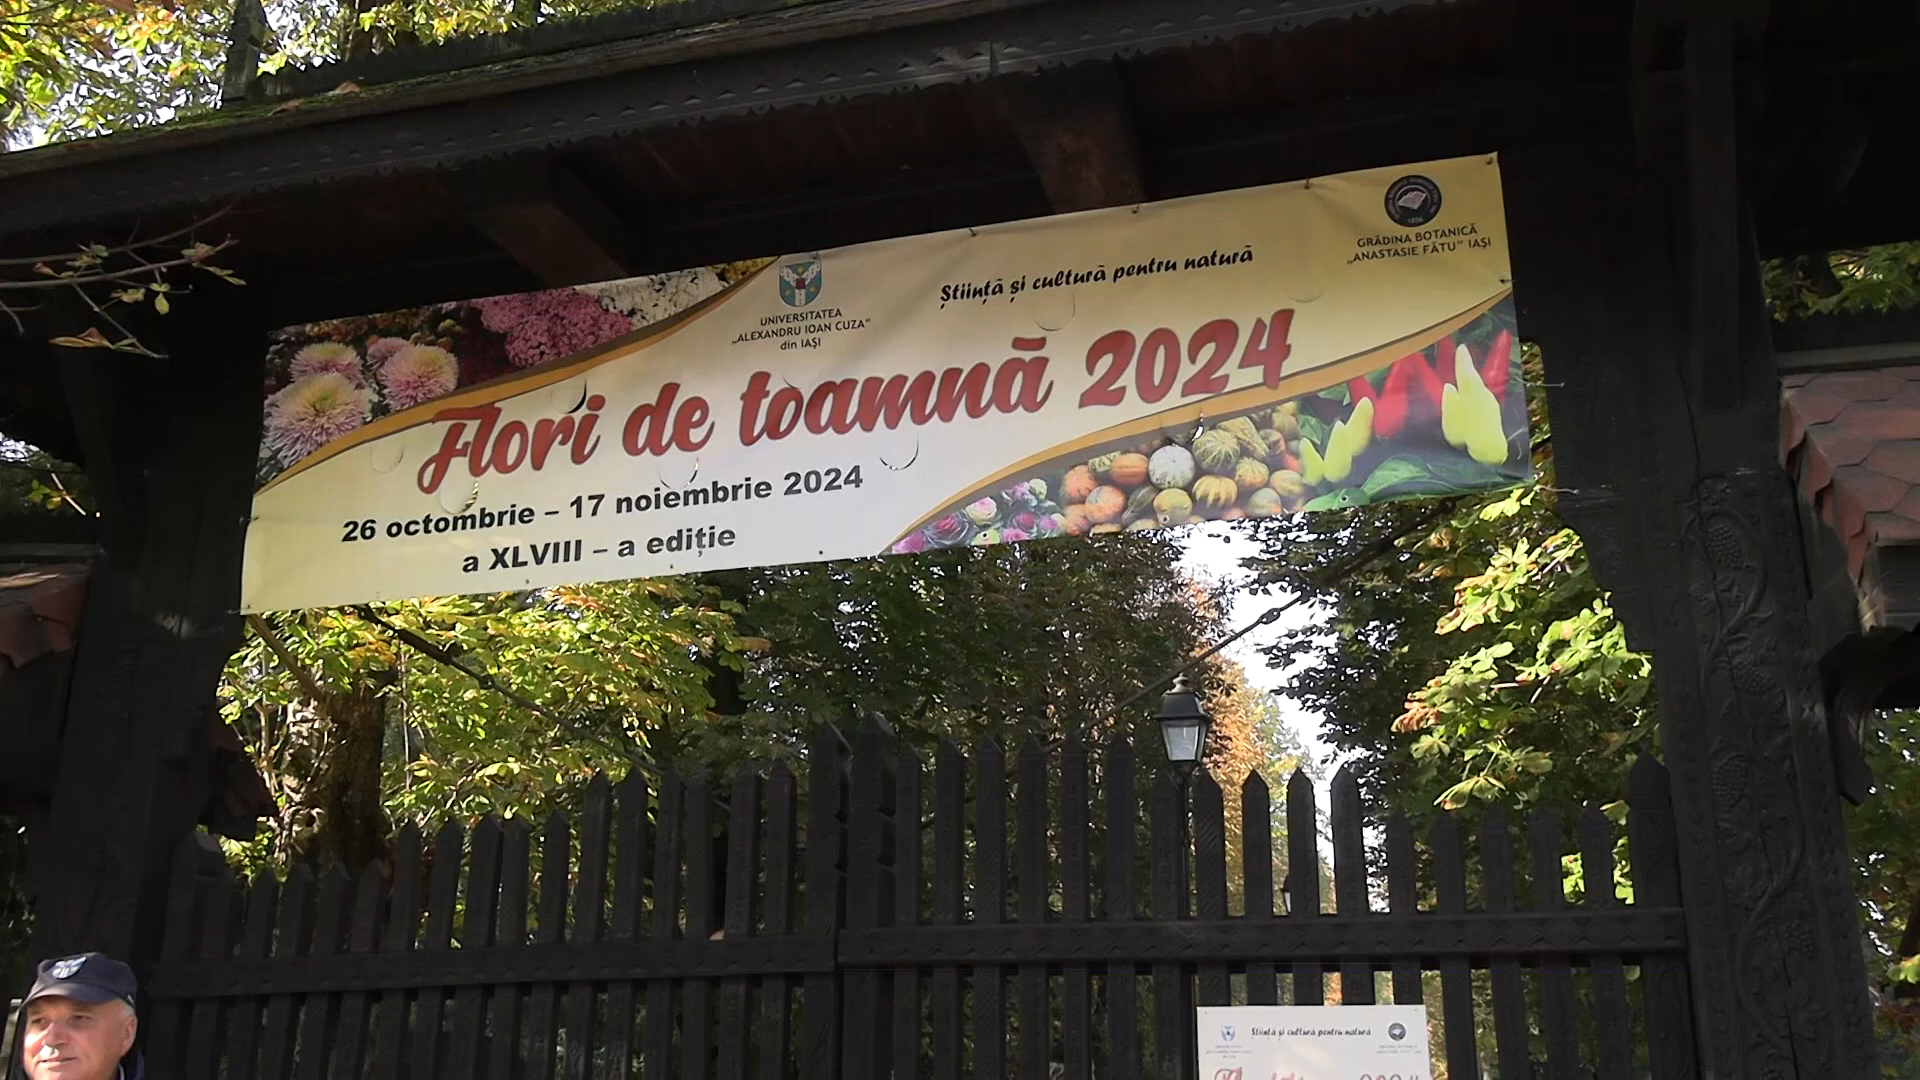 UNIVERSITATEA
„ALEXANDRU IOAN CUZA”
din IAȘI
Știință și cultură pentru natură
GRĂDINA BOTANICĂ
„ANASTASIE FĂTU” IAȘI
Flori de toamnă 2024
26 octombrie – 17 noiembrie 2024
a XLVIII – a ediție
Știință și cultură pentru natură